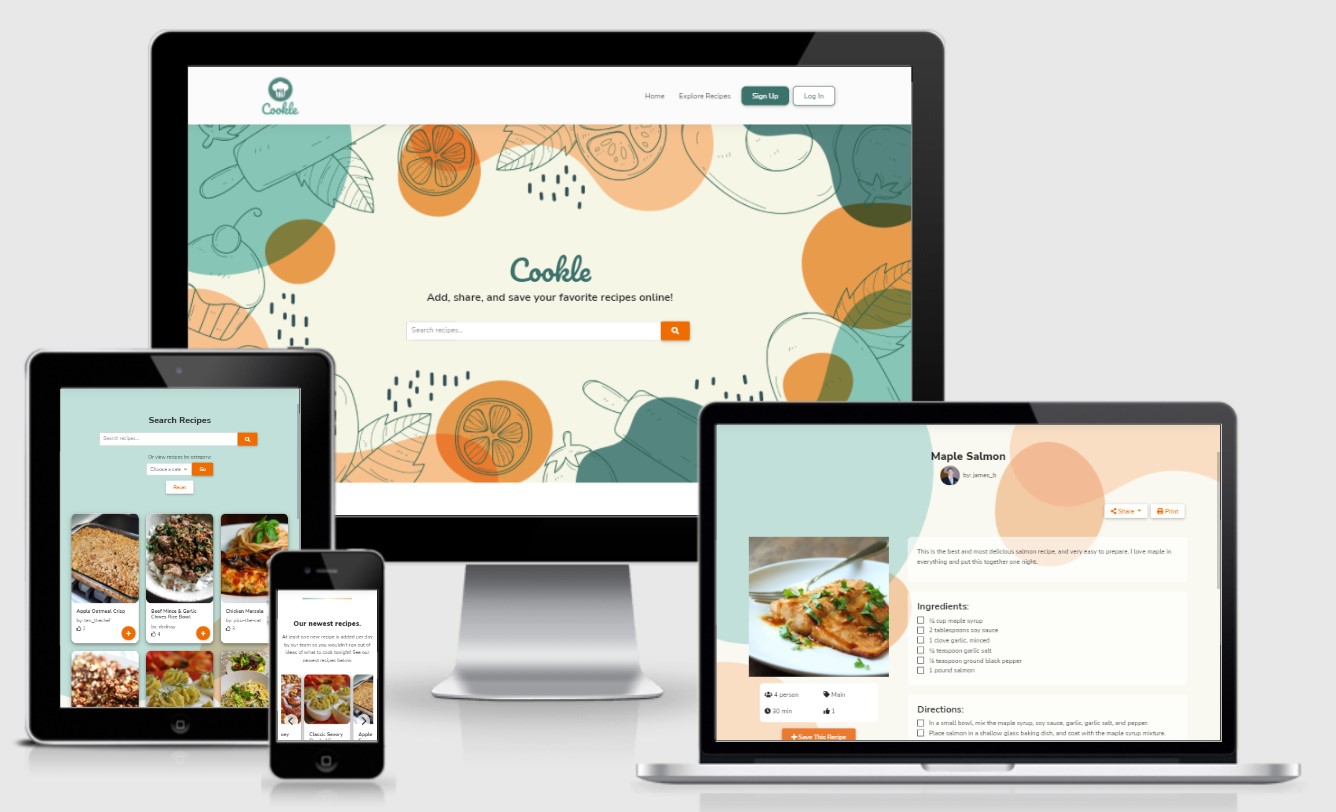 Cookle
Home
Explore Recipes
Sign Up
Log In
Cookle
Add, share, and save your favorite recipes online!
Search recipes...
Search Recipes
Search recipes...
Or view recipes by category:
Choose a cate
Go
Reset
Apple Oatmeal Crisp
2
Beef Mince & Garlic
Chives Rice Bowl
4
Chicken Marsala
by: your-the-cat
3
Our newest recipes.
At least one new recipe is added per day
by our team so you wouldn't run out of
ideas of what to cook tonight! See our
newest recipes below.
sey
Classic Savory
Apple
Maple Salmon
by: james_b
Share
Print
This is the best and most delicious salmon recipe, and very easy to prepare. I love maple in
everything and put this together one night.
4 person
Main
30 min
1
Save This Recipe
Ingredients:
¼ cup maple syrup
2 tablespoons soy sauce
1 clove garlic, minced
¼ teaspoon garlic salt
⅛ teaspoon ground black pepper
1 pound salmon
Directions:
In a small bowl, mix the maple syrup, soy sauce, garlic, garlic salt, and pepper.
Place salmon in a shallow glass baking dish, and coat with the maple syrup mixture.